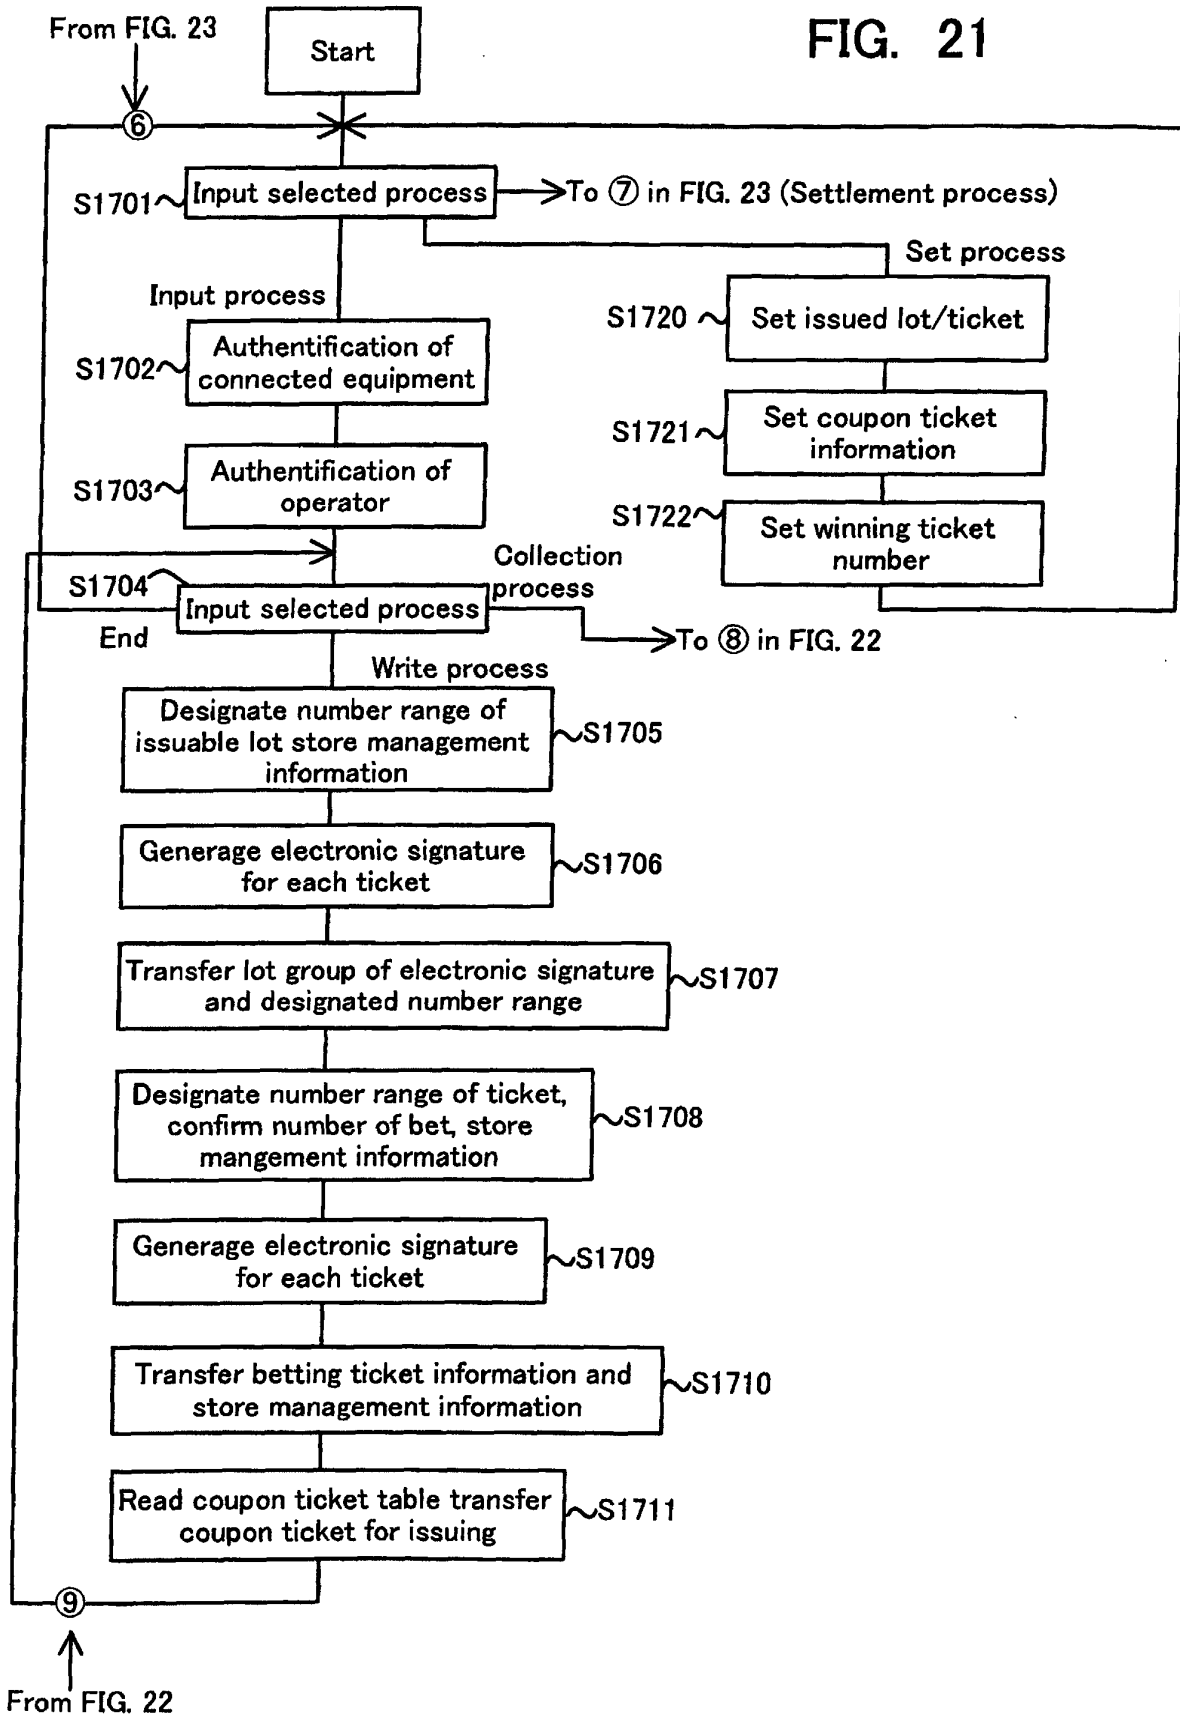 From FIG. 23
Start
FIG. 21
⑥
S1701
Input selected process
To ⑦ in FIG. 23 (Settlement process)
Set process
Input process
S1720
Set issued lot/ticket
S1702
Authentification of
connected equipment
S1721
Set coupon ticket
information
S1703
Authentification of
operator
S1722
Set winning ticket
number
Collection
process
S1704
Input selected process
End
To ⑧ in FIG. 22
Write process
Designate number range of
issuable lot store management
information
S1705
Generage electronic signature
for each ticket
S1706
Transfer lot group of electronic signature
and designated number range
S1707
Designate number range of ticket,
confirm number of bet, store
mangement information
S1708
Generage electronic signature
for each ticket
S1709
Transfer betting ticket information and
store management information
S1710
Read coupon ticket table transfer
coupon ticket for issuing
S1711
⑨
From FIG. 22